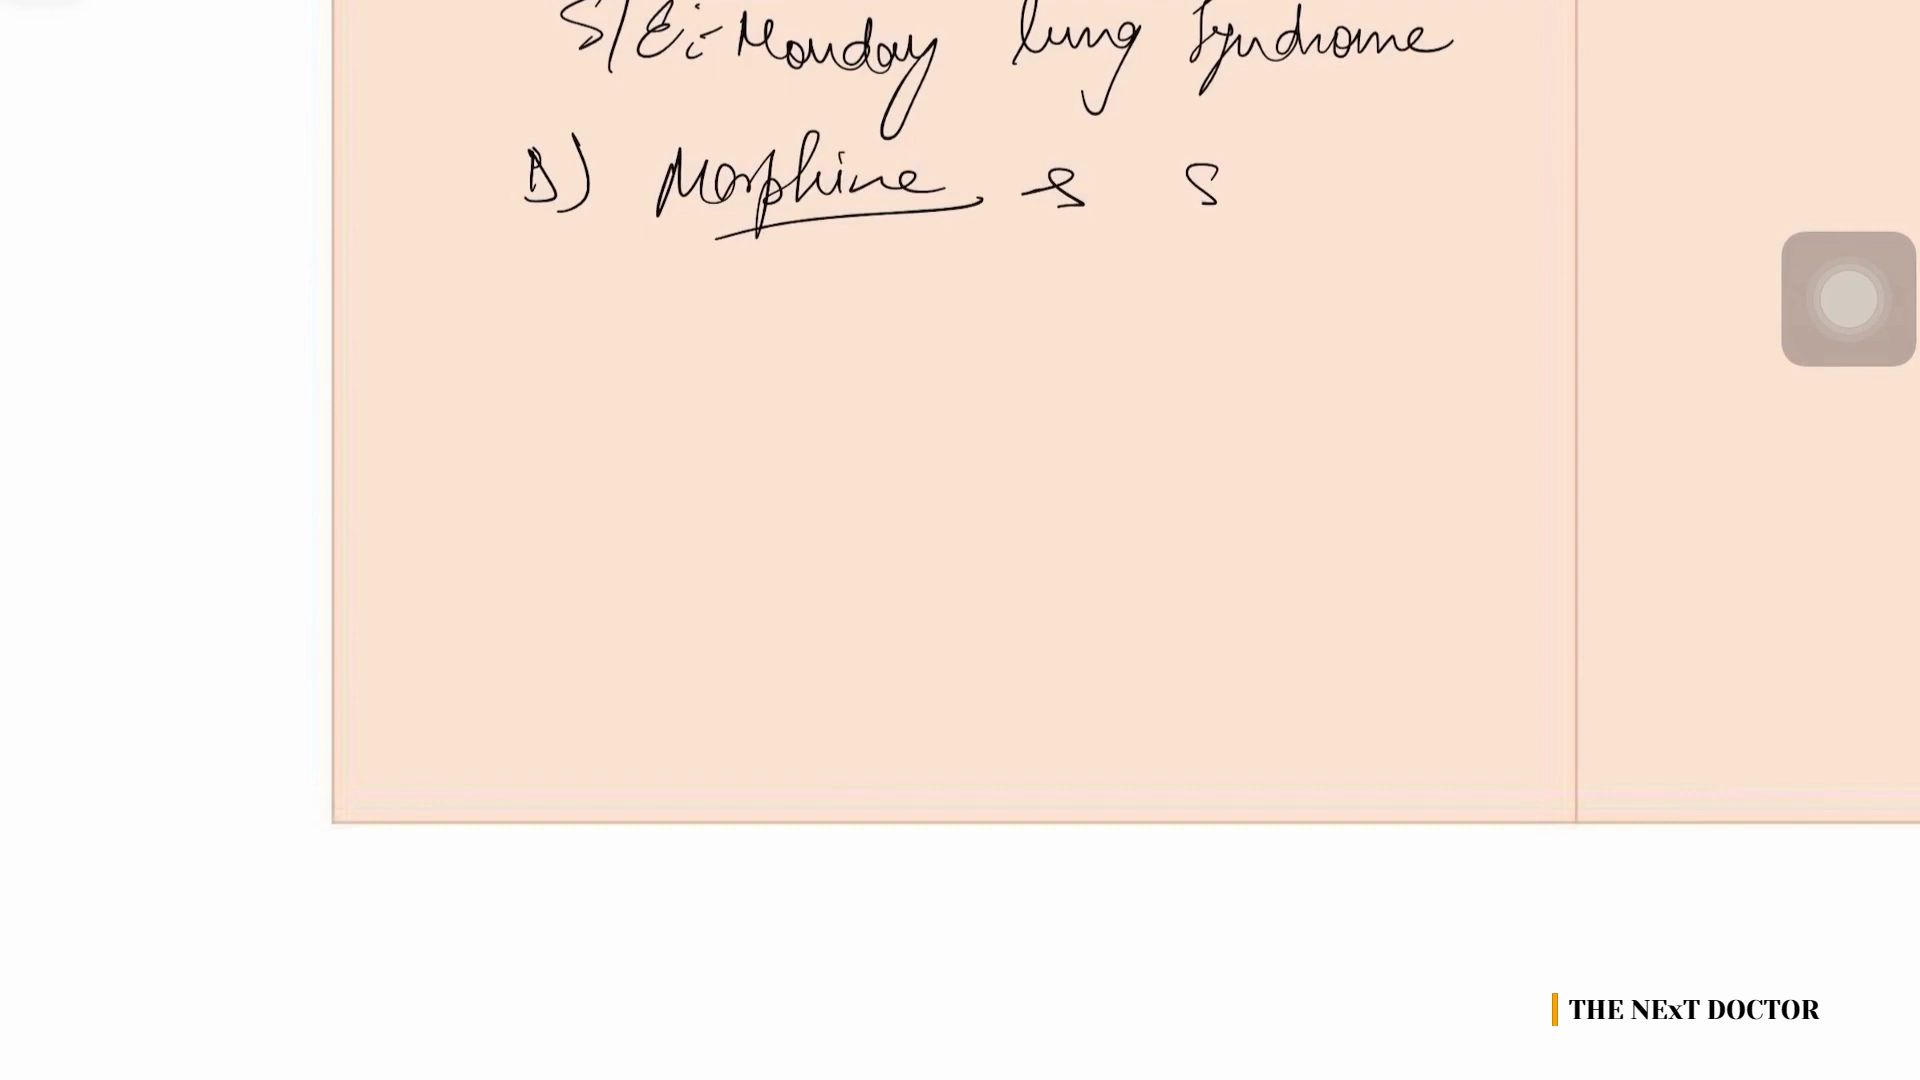 S/E:- Monday lung Syndrome
B) Morphine → S
THE NExT DOCTOR